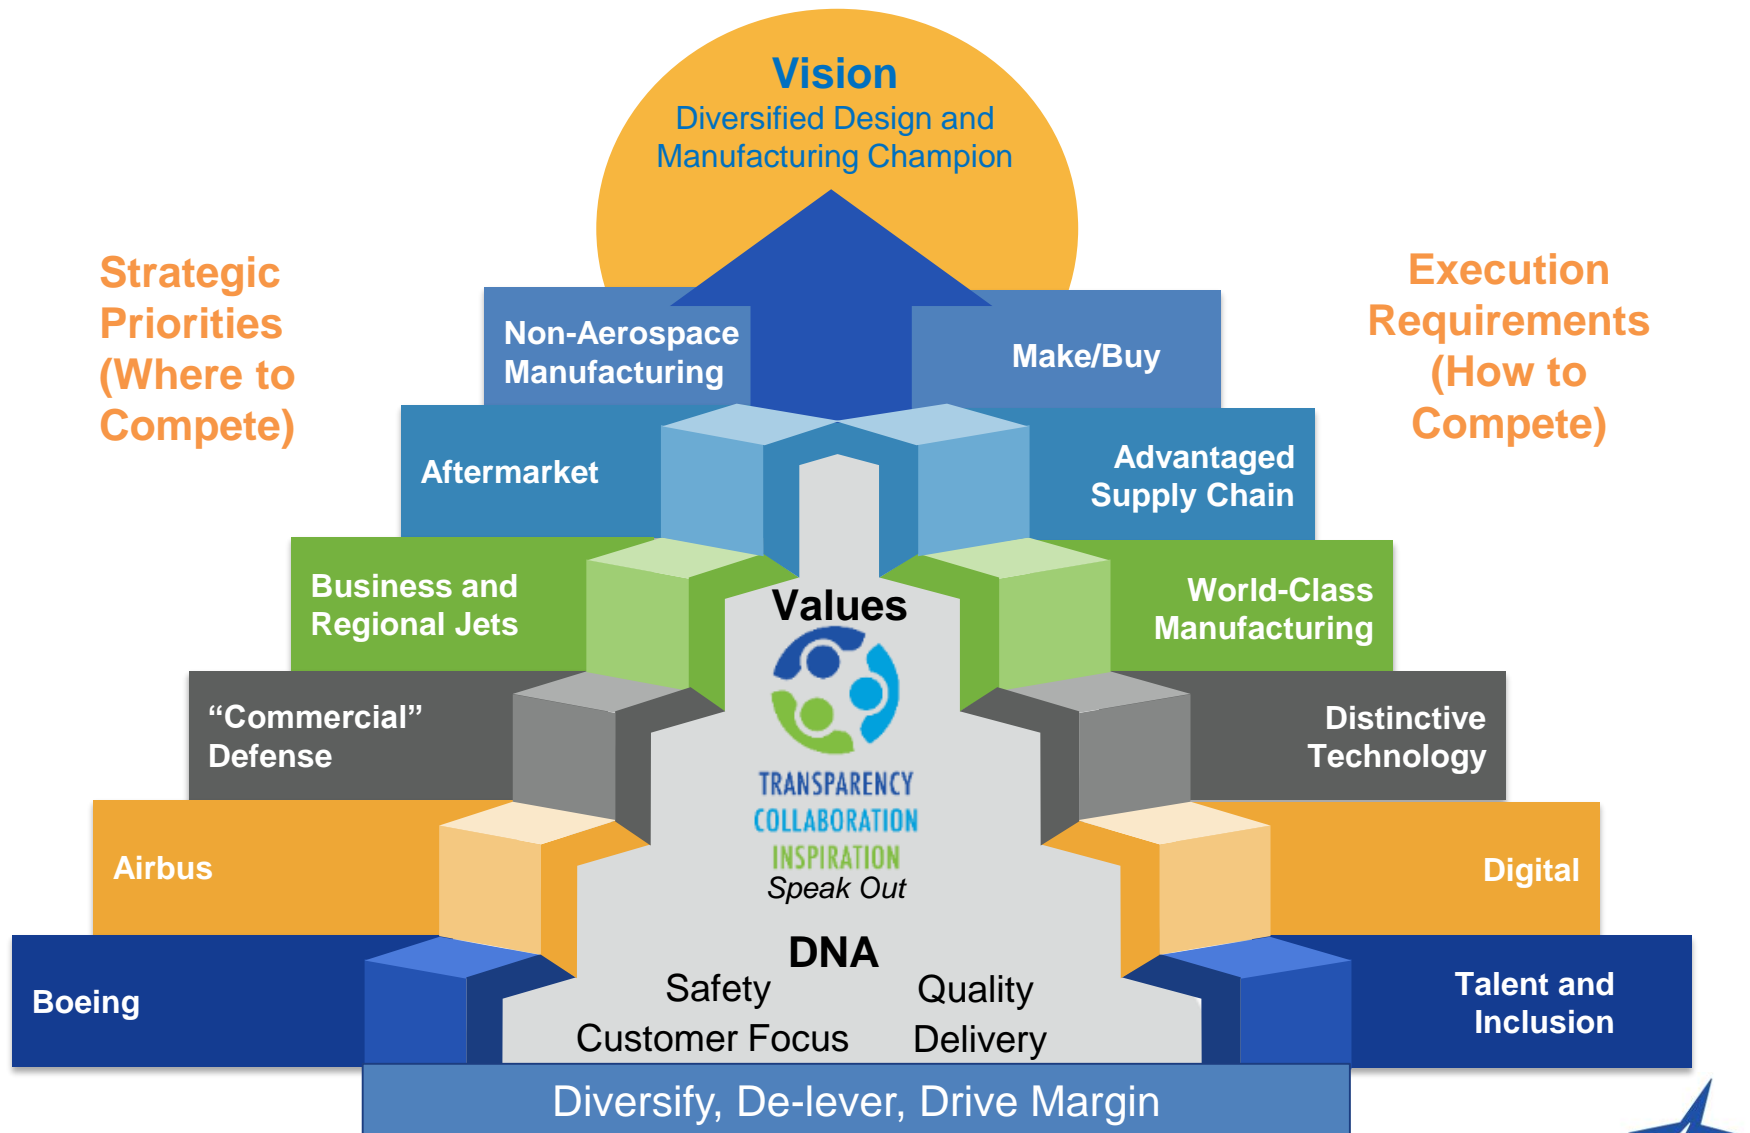 Vision
Diversified Design and
Manufacturing Champion
Strategic
Priorities
(Where to
Compete)
Execution
Requirements
(How to
Compete)
Non-Aerospace
Manufacturing
Make/Buy
Aftermarket
Advantaged
Supply Chain
Business and
Regional Jets
World-Class
Manufacturing
“Commercial”
Defense
Distinctive
Technology
Airbus
Digital
Boeing
Talent and
Inclusion
Values
TRANSPARENCY
COLLABORATION
INSPIRATION
Speak Out
DNA
Safety Quality
Customer Focus Delivery
Diversify, De-lever, Drive Margin